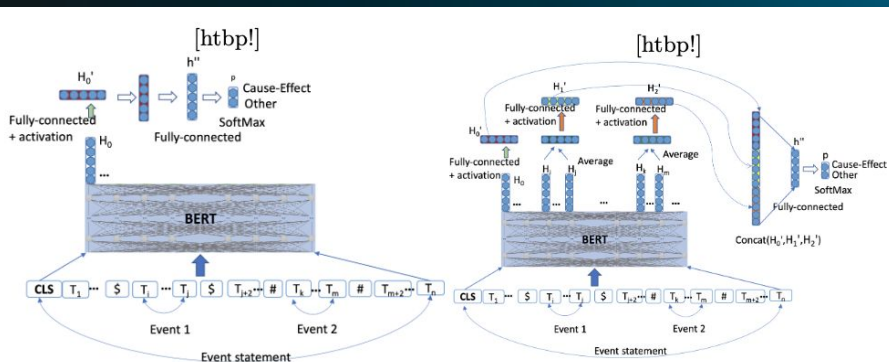 [htbp!]
H0'
h''
p
Cause-Effect
Other
SoftMax
Fully-connected
+ activation
Fully-connected
H0
...
BERT
CLS T1 ... $ Ti ... Tj $ Tj+2 ... # Tk ... Tm # Tm+2 ... Tn
Event 1
Event 2
Event statement
[htbp!]
H1'
H2'
Fully-connected
+ activation
Fully-connected
+ activation
H0'
h''
p
Cause-Effect
Other
SoftMax
Fully-connected
+ activation
Average
Average
H0
Hi
Hj
Hk
Hm
... ... ... ... ...
Fully-connected
BERT
Concat(H0',H1',H2')
CLS T1 ... $ Ti ... Tj $ Tj+2 ... # Tk ... Tm # Tm+2 ... Tn
Event 1
Event 2
Event statement